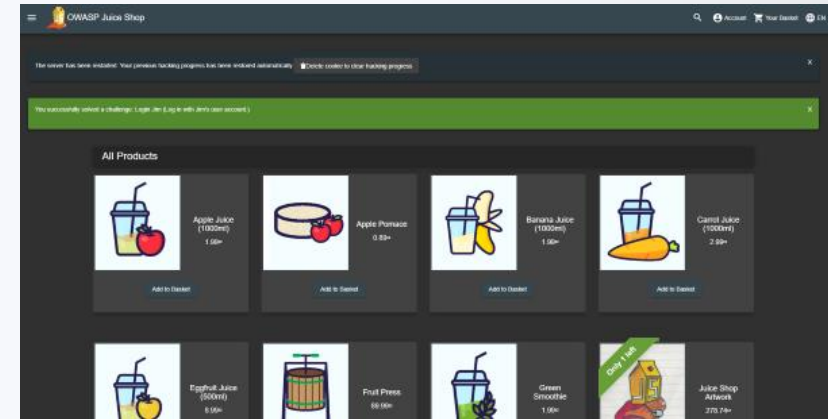 OWASP Juice Shop
Account
Your Basket
EN
The server has been restarted: Your previous hacking progress has been restored automatically.
Delete cookie to clear hacking progress
X
You successfully solved a challenge: Login Jim (Log in with Jim's user account.)
X
All Products
Apple Juice
(1000ml)
1.99¤
Add to Basket
Apple Pomace
0.89¤
Add to Basket
Banana Juice
(1000ml)
1.99¤
Add to Basket
Carrot Juice
(1000ml)
2.99¤
Add to Basket
Eggfruit Juice
(500ml)
8.99¤
Fruit Press
89.99¤
Green
Smoothie
1.99¤
Only 1 left
Juice Shop
Artwork
278.74¤